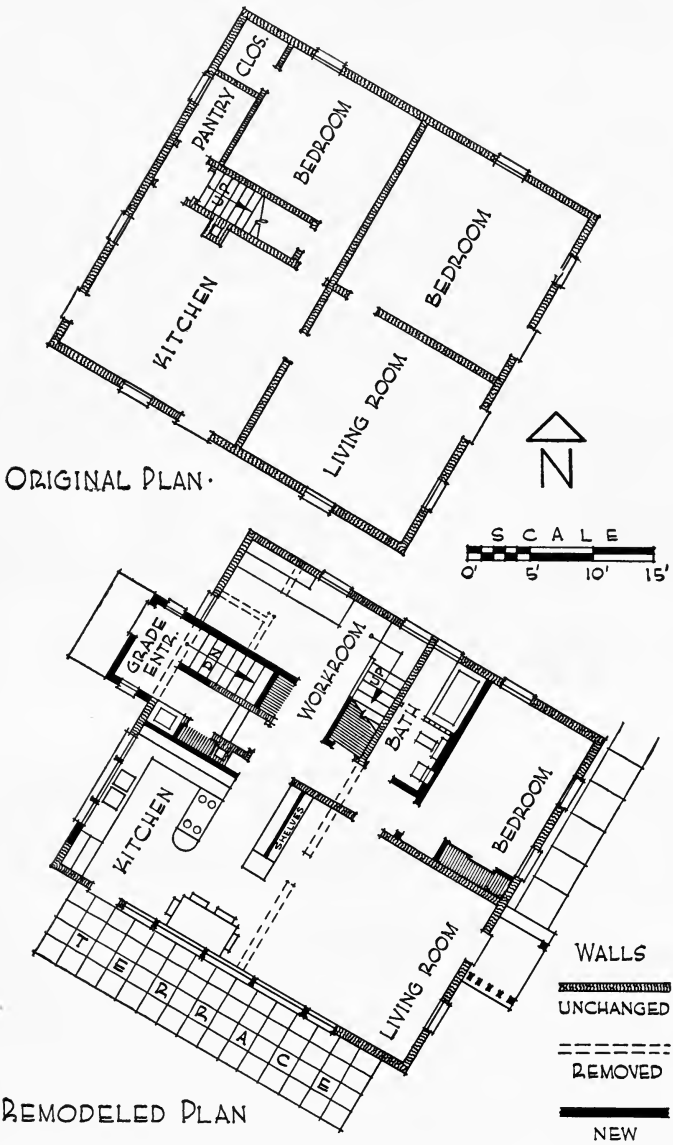 CLOS.
PANTRY
BEDROOM
UP
BEDROOM
KITCHEN
LIVING ROOM
ORIGINAL PLAN.
N
SCALE
0' 5' 10' 15'
GRADE
ENTR.
DN
WORKROOM
UP
BATH
KITCHEN
SHELVES
BEDROOM
LIVING ROOM
TERRACE
WALLS
UNCHANGED
REMOVED
NEW
REMODELED PLAN